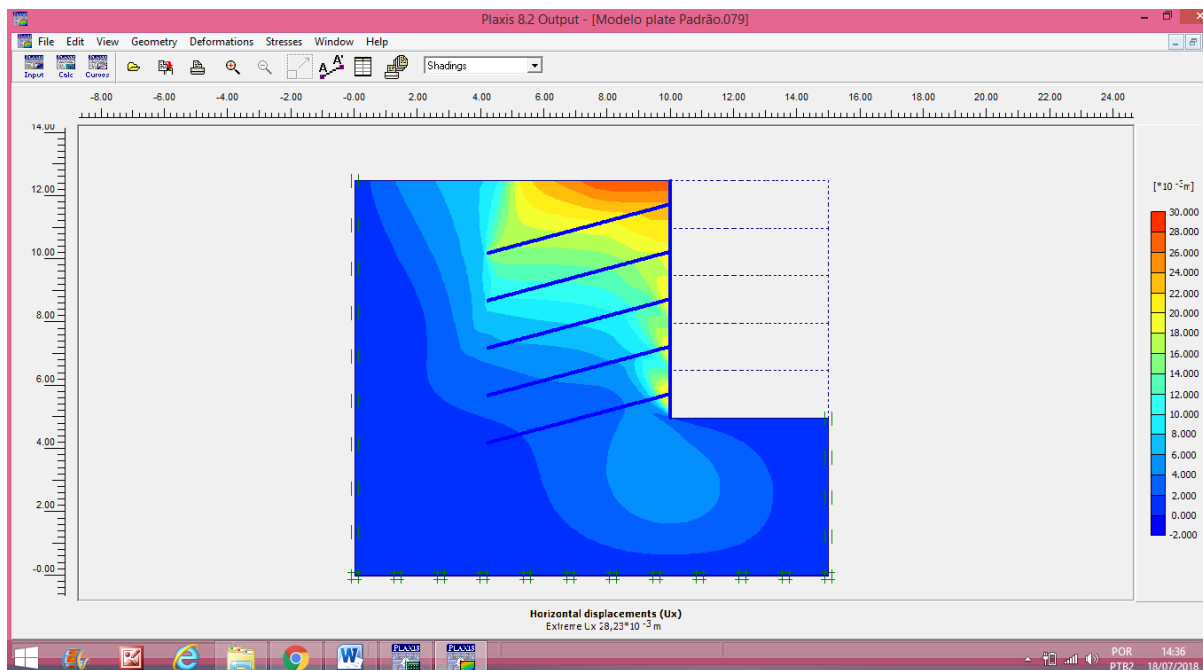 Plaxis 8.2 Output - [Modelo plate Padrão.079]
File Edit View Geometry Deformations Stresses Window Help
PLAXIS Input PLAXIS Calc PLAXIS Curves Shadings
-8.00 -6.00 -4.00 -2.00 -0.00 2.00 4.00 6.00 8.00 10.00 12.00 14.00 16.00 18.00 20.00 22.00 24.00
14.00
12.00
10.00
8.00
6.00
4.00
2.00
-0.00
[*10 -3 m]
30.000
28.000
26.000
24.000
22.000
20.000
18.000
16.000
14.000
12.000
10.000
8.000
6.000
4.000
2.000
0.000
-2.000
Horizontal displacements (Ux)
Extreme Ux 28,23*10 -3 m
PLAXIS PLAXIS
POR 14:36
PTB2 18/07/2018